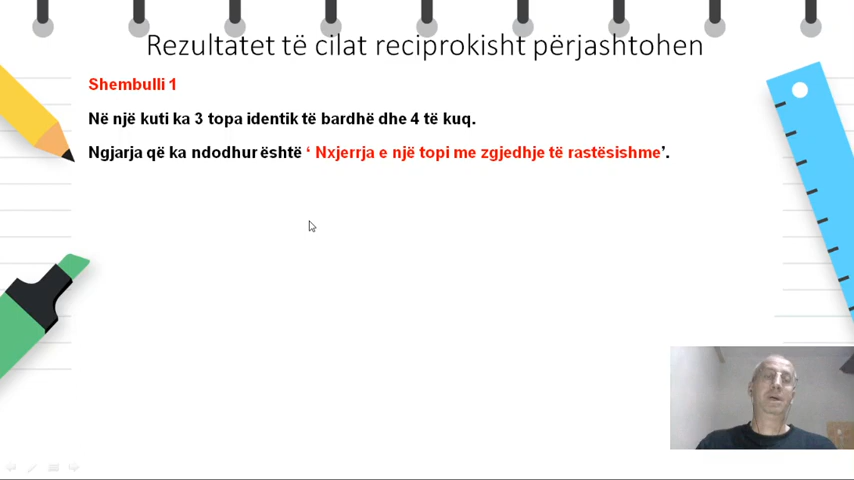 Rezultatet të cilat reciprokisht përjashtohen
Shembulli 1
Në një kuti ka 3 topa identik të bardhë dhe 4 të kuq.
Ngjarja që ka ndodhur është ‘ Nxjerrja e një topi me zgjedhje të rastësishme’.